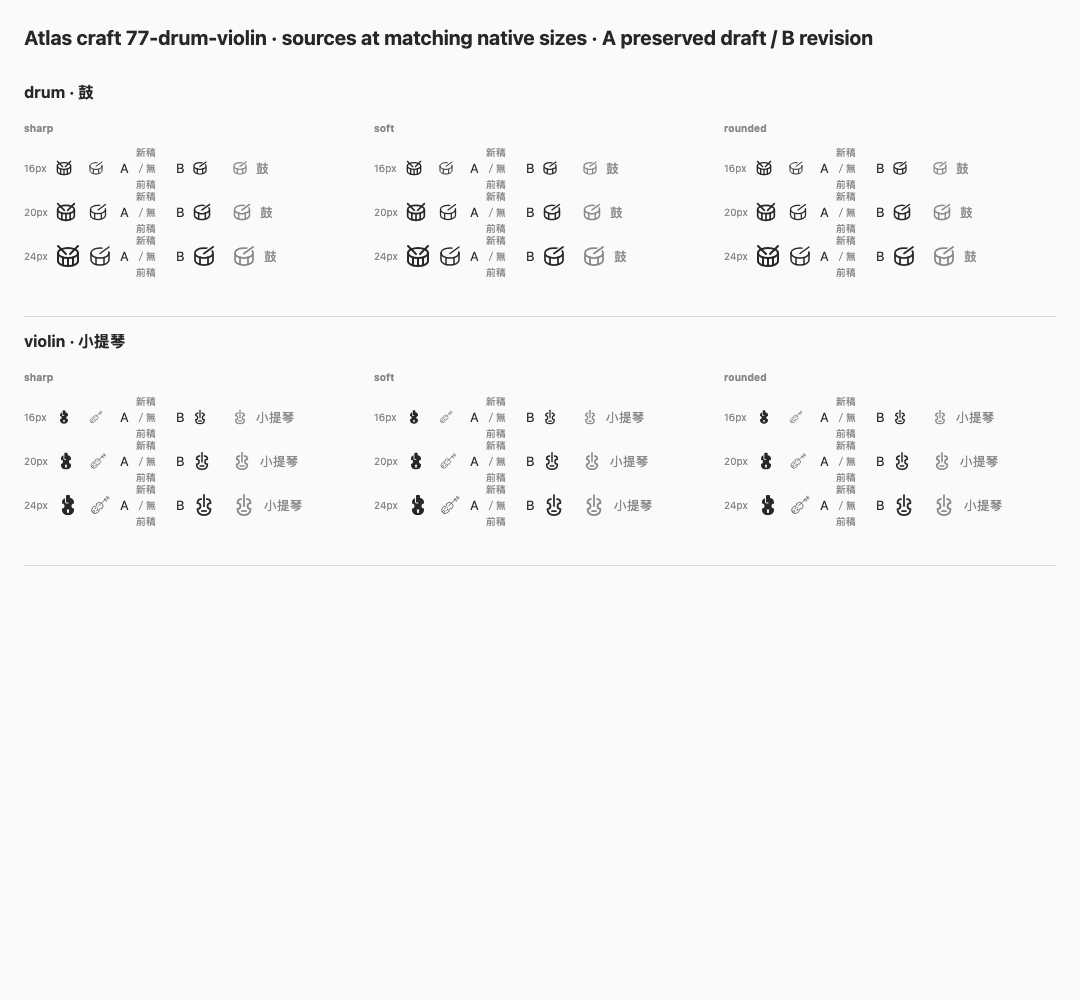 Atlas craft 77-drum-violin · sources at matching native sizes · A preserved draft / B revision
drum · 鼓
sharp
16px A 新稿 / 無前稿 B 鼓
20px A 新稿 / 無前稿 B 鼓
24px A 新稿 / 無前稿 B 鼓
soft
16px A 新稿 / 無前稿 B 鼓
20px A 新稿 / 無前稿 B 鼓
24px A 新稿 / 無前稿 B 鼓
rounded
16px A 新稿 / 無前稿 B 鼓
20px A 新稿 / 無前稿 B 鼓
24px A 新稿 / 無前稿 B 鼓
violin · 小提琴
sharp
16px A 新稿 / 無前稿 B 小提琴
20px A 新稿 / 無前稿 B 小提琴
24px A 新稿 / 無前稿 B 小提琴
soft
16px A 新稿 / 無前稿 B 小提琴
20px A 新稿 / 無前稿 B 小提琴
24px A 新稿 / 無前稿 B 小提琴
rounded
16px A 新稿 / 無前稿 B 小提琴
20px A 新稿 / 無前稿 B 小提琴
24px A 新稿 / 無前稿 B 小提琴